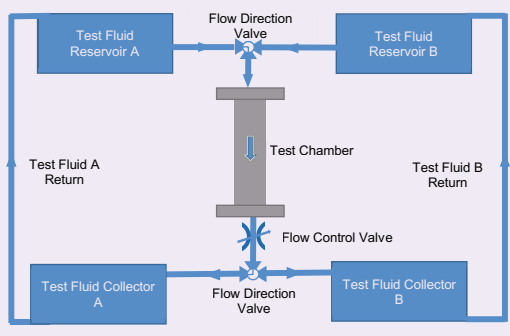 Flow Direction
Valve
Test Fluid
Reservoir A
Test Fluid
Reservoir B
Test Chamber
Test Fluid A
Return
Test Fluid B
Return
Flow Control Valve
Test Fluid Collector
A
Flow Direction
Valve
Test Fluid Collector
B